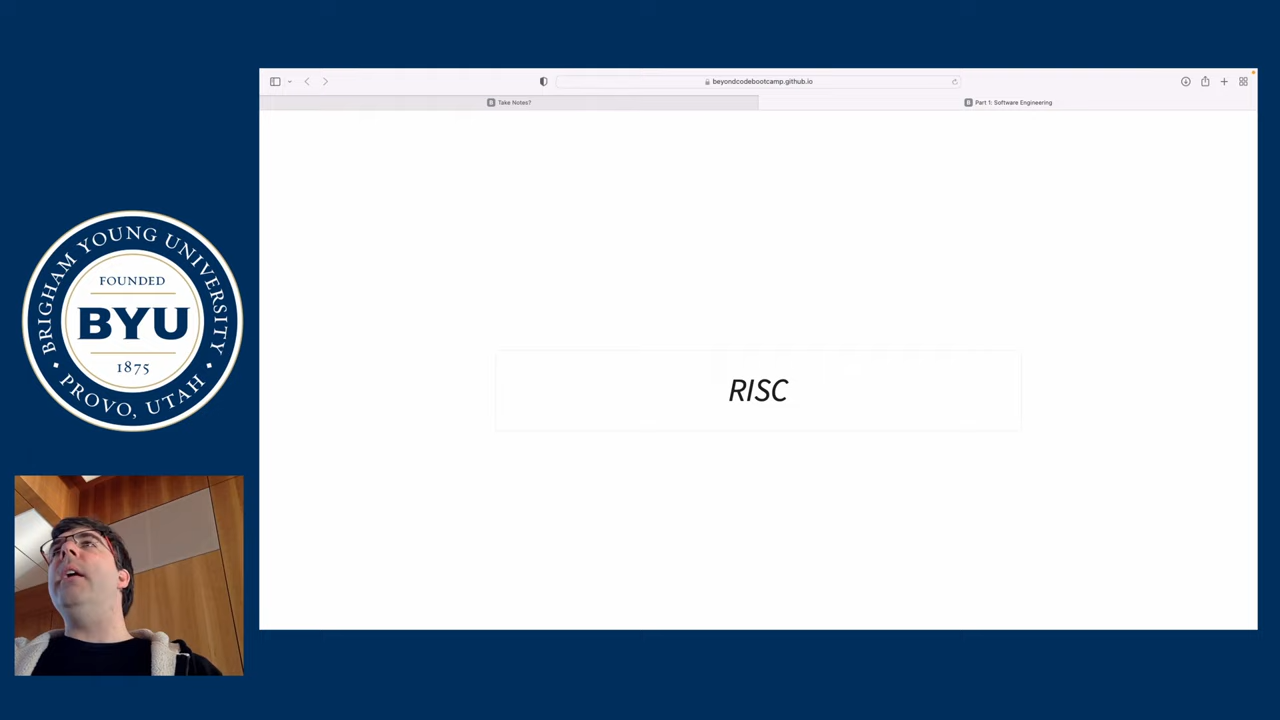 beyondcodebootcamp.github.io
B Take Notes?
B Part 1: Software Engineering
RISC
BRIGHAM YOUNG UNIVERSITY
FOUNDED
BYU
1875
PROVO, UTAH